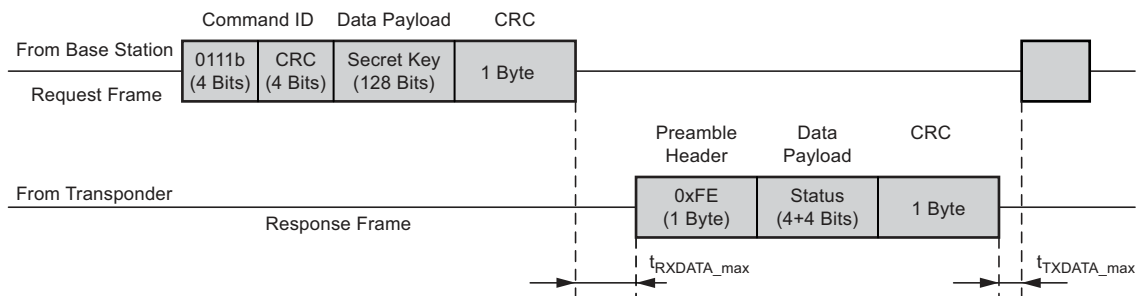 Command ID Data Payload CRC
From Base Station
0111b
(4 Bits)
CRC
(4 Bits)
Secret Key
(128 Bits)
1 Byte
Request Frame
Preamble
Header
Data
Payload
CRC
From Transponder
0xFE
(1 Byte)
Status
(4+4 Bits)
1 Byte
Response Frame
tRXDATA_max
tTXDATA_max